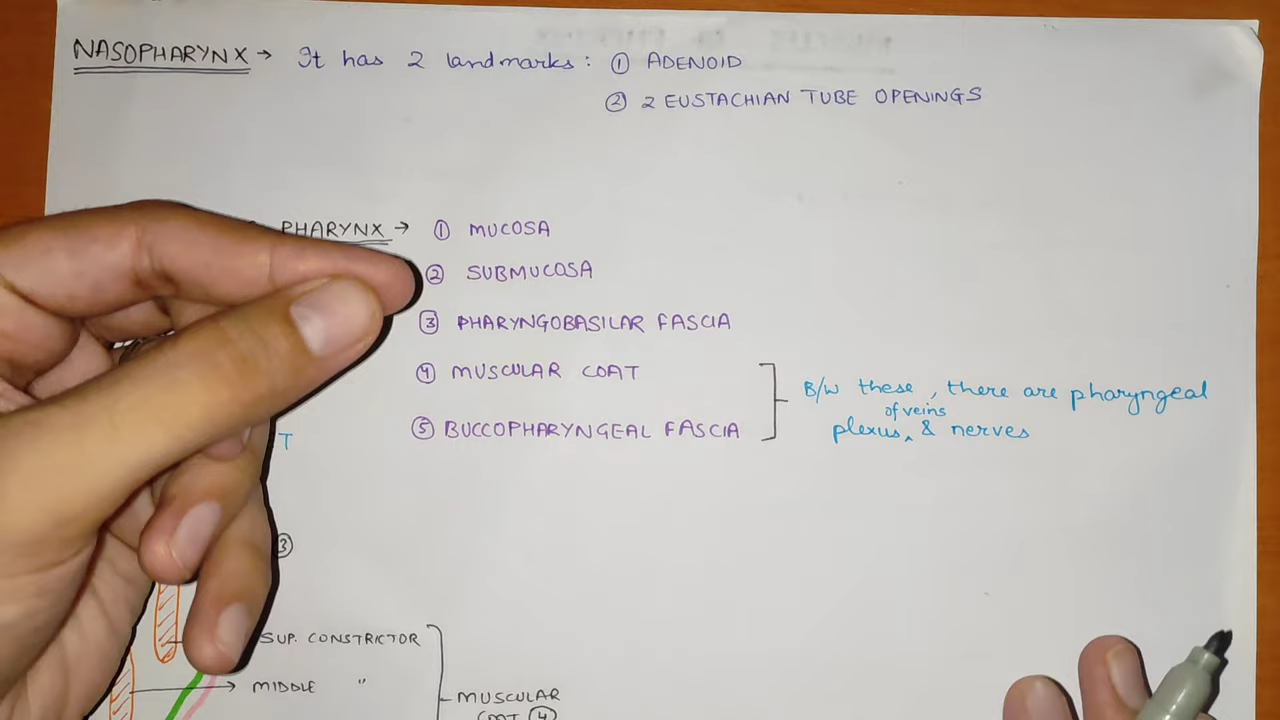 NASOPHARYNX → It has 2 landmarks: ① ADENOID
② 2 EUSTACHIAN TUBE OPENINGS
PHARYNX → ① MUCOSA
② SUBMUCOSA
③ PHARYNGOBASILAR FASCIA
④ MUSCULAR COAT
⑤ BUCCOPHARYNGEAL FASCIA
B/W these, there are pharyngeal
of veins
plexus ^ & nerves
T
③
SUP. CONSTRICTOR
MIDDLE "
MUSCULAR
COAT ④